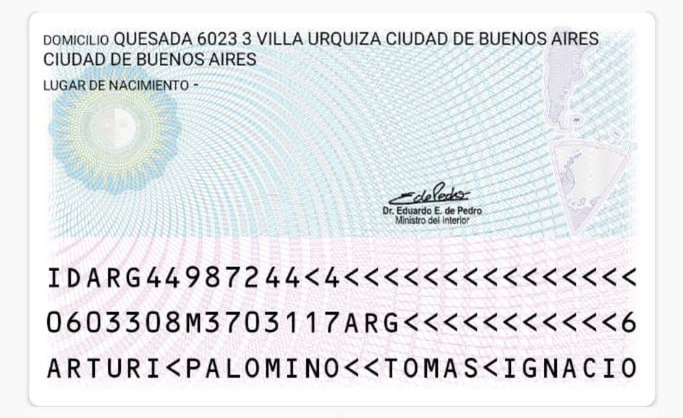 DOMICILIO QUESADA 6023 3 VILLA URQUIZA CIUDAD DE BUENOS AIRES
CIUDAD DE BUENOS AIRES
LUGAR DE NACIMIENTO -
EdePedro
Dr. Eduardo E. de Pedro
Ministro del Interior
IDARG44987244<4<<<<<<<<<<<<<<<
0603308M3703117ARG<<<<<<<<<<<6
ARTURI<PALOMINO<<TOMAS<IGNACIO